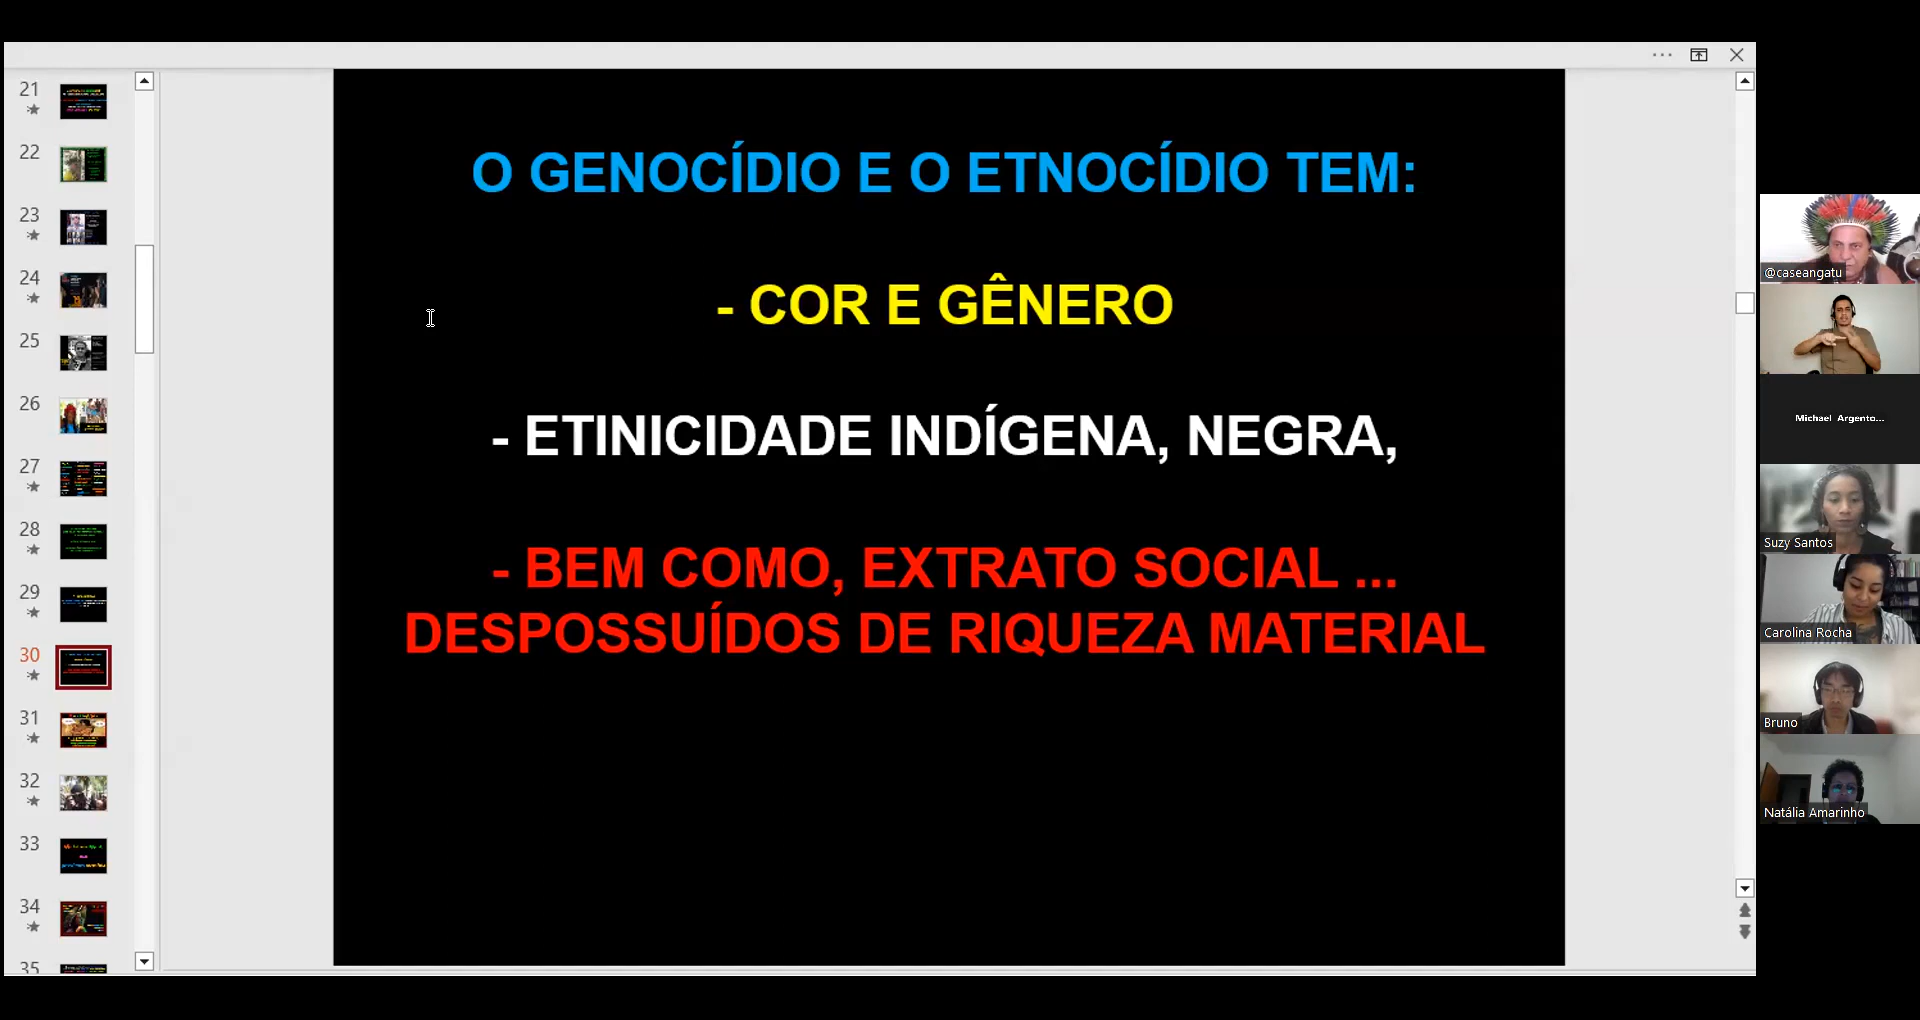 21
22
23
24
25
26
27
28
29
30
31
32
33
34
35
O GENOCÍDIO E O ETNOCÍDIO TEM:
- COR E GÊNERO
- ETINICIDADE INDÍGENA, NEGRA,
- BEM COMO, EXTRATO SOCIAL ...
DESPOSSUÍDOS DE RIQUEZA MATERIAL
@caseangatu
Michael Argento...
Suzy Santos
Carolina Rocha
Bruno
Natália Amarinho